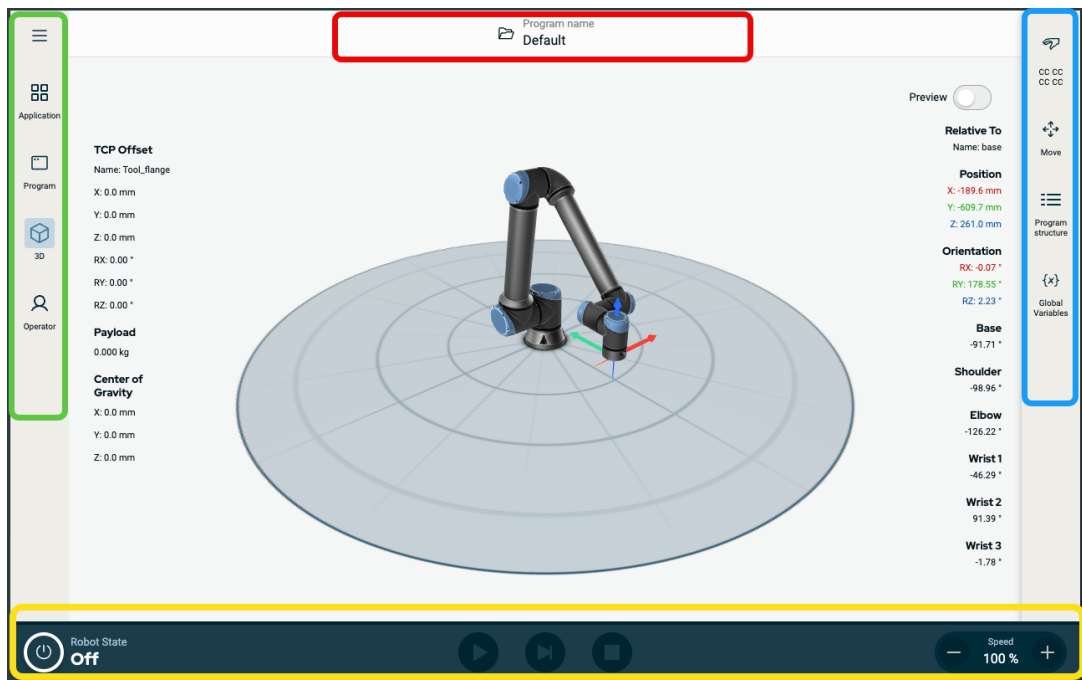 Program name
Default
Application
Program
3D
Operator
TCP Offset
Name: Tool_flange
X: 0.0 mm
Y: 0.0 mm
Z: 0.0 mm
RX: 0.00 °
RY: 0.00 °
RZ: 0.00 °
Payload
0.000 kg
Center of
Gravity
X: 0.0 mm
Y: 0.0 mm
Z: 0.0 mm
Preview
Relative To
Name: base
Position
X: -189.6 mm
Y: -609.7 mm
Z: 261.0 mm
Orientation
RX: -0.07 °
RY: 178.55 °
RZ: 2.23 °
Base
-91.71 °
Shoulder
-98.96 °
Elbow
-126.22 °
Wrist 1
-46.29 °
Wrist 2
91.39 °
Wrist 3
-1.78 °
CC CC
CC CC
Move
Program
structure
{x}
Global
Variables
Robot State
Off
Speed
100 %